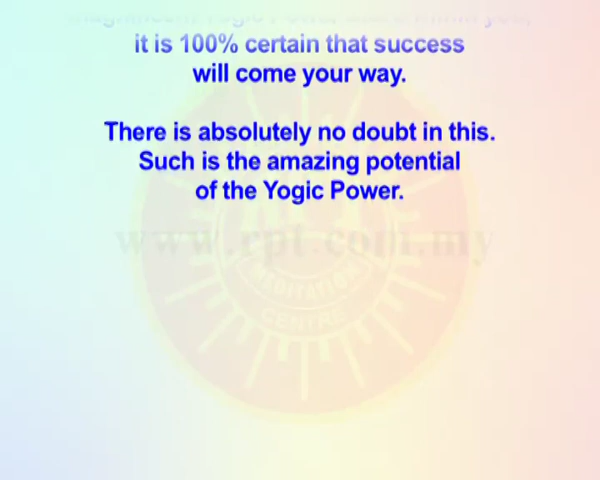 it is 100% certain that success
will come your way.
There is absolutely no doubt in this.
Such is the amazing potential
of the Yogic Power.
www.rpt.com.my
MEDITATION
CENTRE